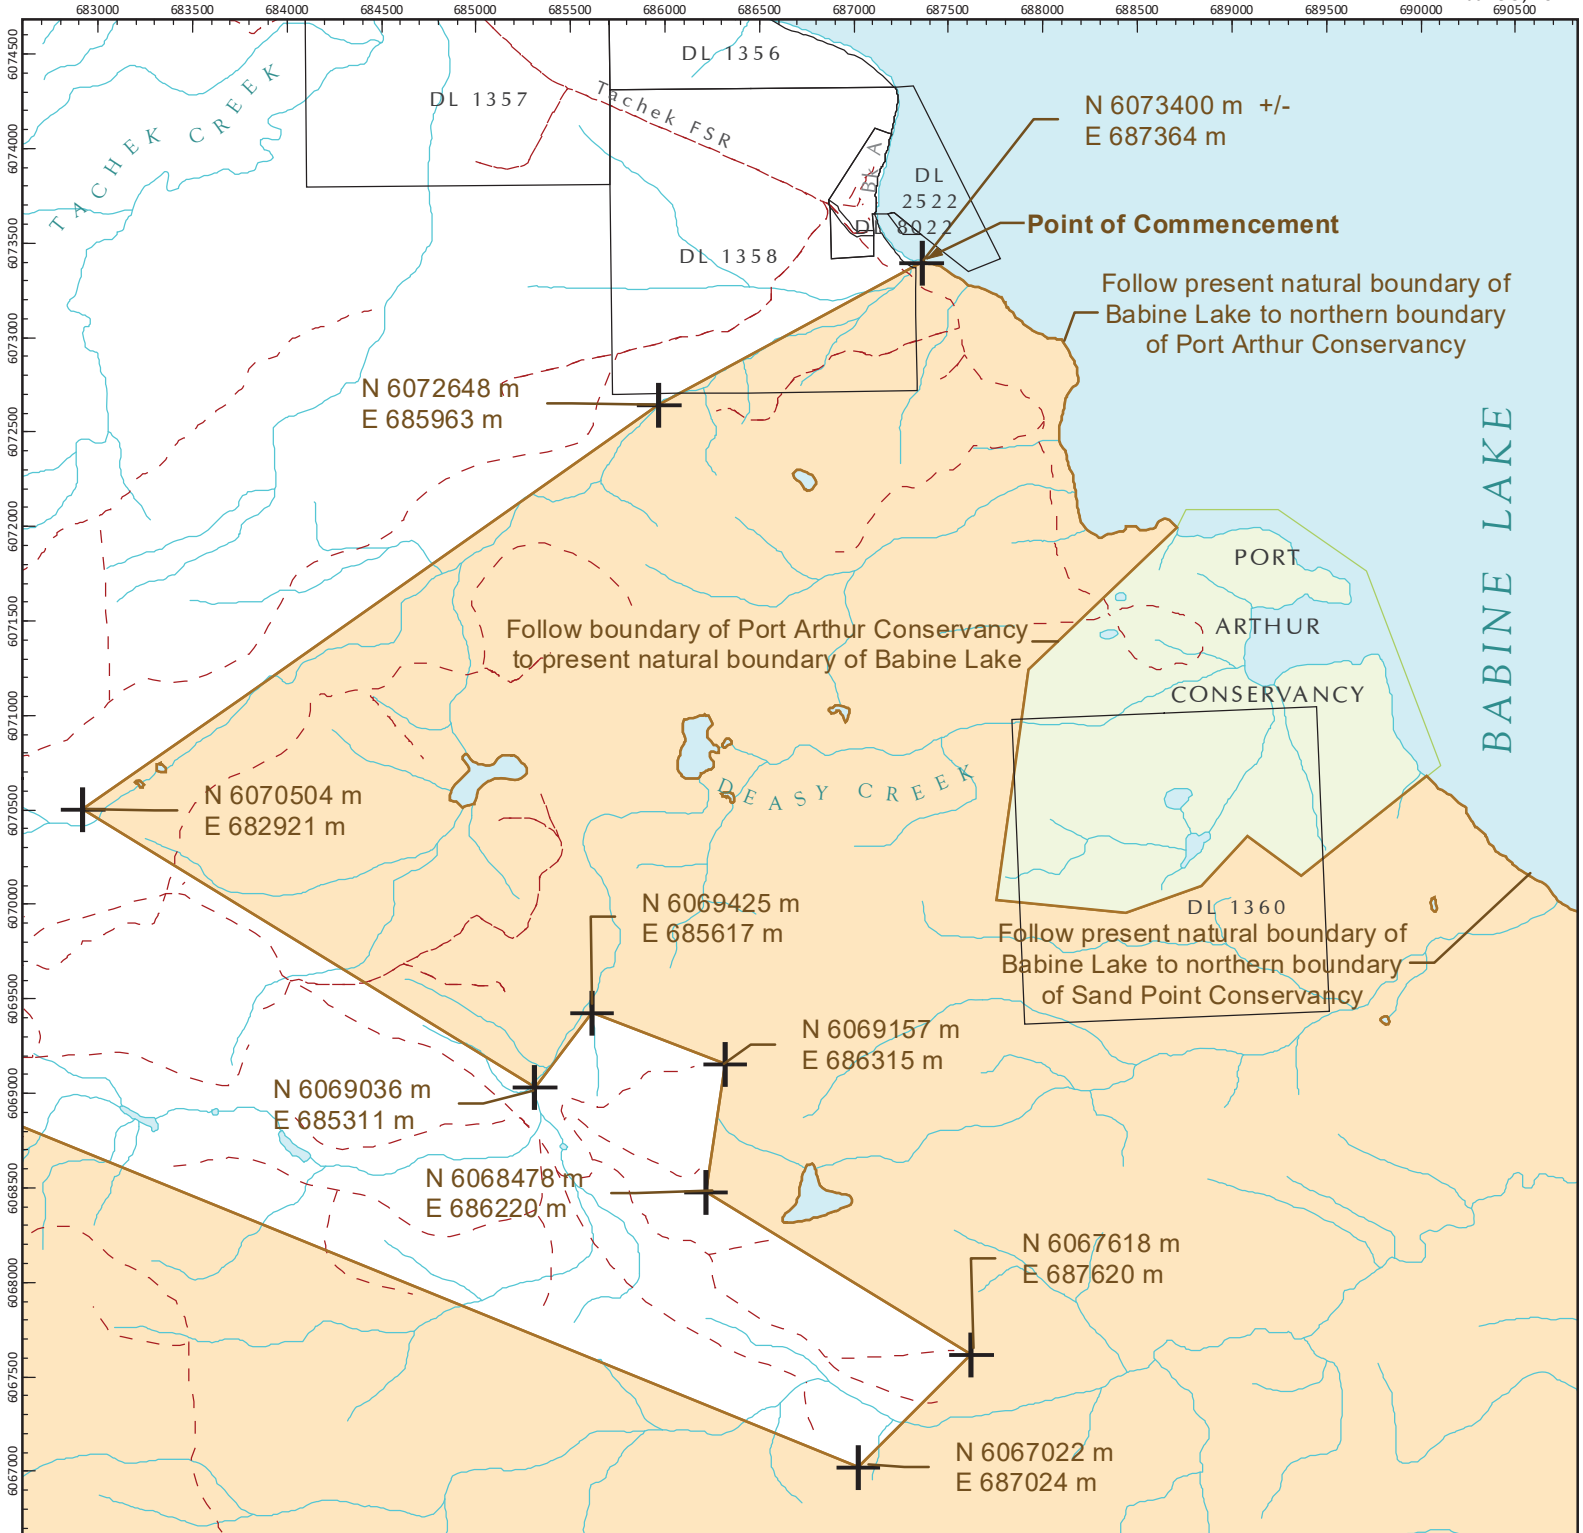 683000 683500 684000 684500 685000 685500 686000 686500 687000 687500 688000 688500 689000 689500 690000 690500
6074500
6074000
6073500
6073000
6072500
6072000
6071500
6071000
6070500
6070000
6069500
6069000
6068500
6068000
6067500
6067000
DL 1356
DL 1357
TACHEK CREEK
Tachek FSR
N 6073400 m +/-
E 687364 m
Bk A
DL
2522
DL 8022
Point of Commencement
DL 1358
Follow present natural boundary of
Babine Lake to northern boundary
of Port Arthur Conservancy
N 6072648 m
E 685963 m
BABINE LAKE
PORT
ARTHUR
CONSERVANCY
Follow boundary of Port Arthur Conservancy
to present natural boundary of Babine Lake
DEASY CREEK
N 6070504 m
E 682921 m
N 6069425 m
E 685617 m
DL 1360
Follow present natural boundary of
Babine Lake to northern boundary
of Sand Point Conservancy
N 6069157 m
E 686315 m
N 6069036 m
E 685311 m
N 6068478 m
E 686220 m
N 6067618 m
E 687620 m
N 6067022 m
E 687024 m